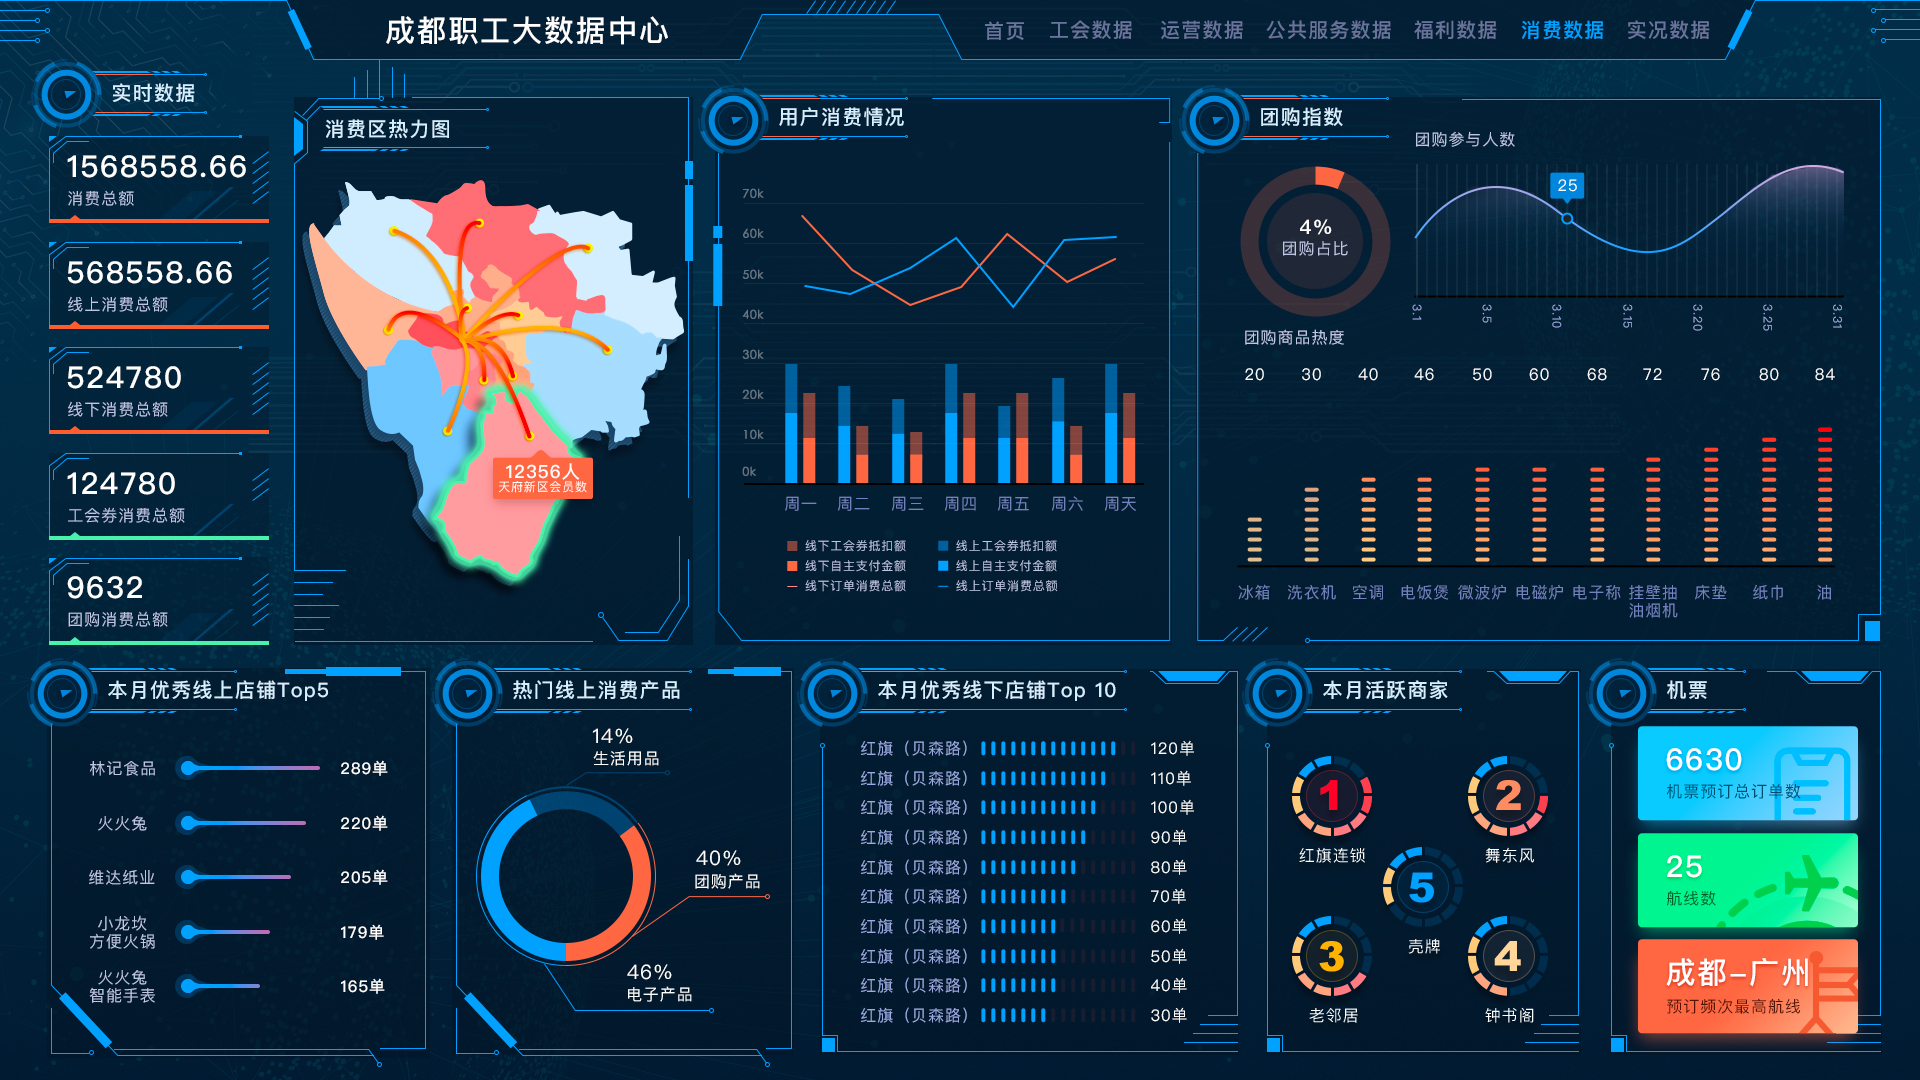 成都职工大数据中心
首页 工会数据 运营数据 公共服务数据 福利数据 消费数据 实况数据
实时数据
1568558.66
消费总额
568558.66
线上消费总额
524780
线下消费总额
124780
工会券消费总额
9632
团购消费总额
消费区热力图
12356人
天府新区会员数
用户消费情况
70k
60k
50k
40k
30k
20k
10k
0k
周一 周二 周三 周四 周五 周六 周天
线下工会券抵扣额 线上工会券抵扣额
线下自主支付金额 线上自主支付金额
线下订单消费总额 线上订单消费总额
团购指数
4%
团购占比
团购参与人数
25
3.1 3.5 3.10 3.15 3.20 3.25 3.31
团购商品热度
20 30 40 46 50 60 68 72 76 80 84
冰箱 洗衣机 空调 电饭煲 微波炉 电磁炉 电子称 挂壁抽 床垫 纸巾 油
油烟机
本月优秀线上店铺Top5
林记食品 289单
火火兔 220单
维达纸业 205单
小龙坎
方便火锅 179单
火火兔
智能手表 165单
热门线上消费产品
14%
生活用品
40%
团购产品
46%
电子产品
本月优秀线下店铺Top 10
红旗（贝森路） 120单
红旗（贝森路） 110单
红旗（贝森路） 100单
红旗（贝森路） 90单
红旗（贝森路） 80单
红旗（贝森路） 70单
红旗（贝森路） 60单
红旗（贝森路） 50单
红旗（贝森路） 40单
红旗（贝森路） 30单
本月活跃商家
1
红旗连锁
2
舞东风
5
壳牌
3
老邻居
4
钟书阁
机票
6630
机票预订总订单数
25
航线数
成都–广州
预订频次最高航线